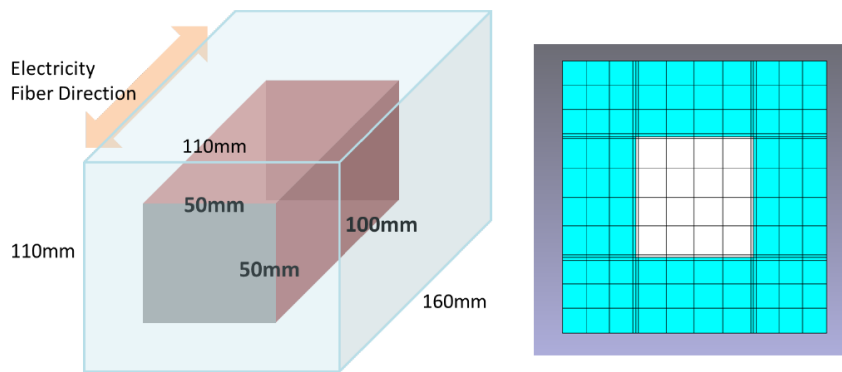 Electricity
Fiber Direction
110mm
50mm
110mm
100mm
50mm
160mm